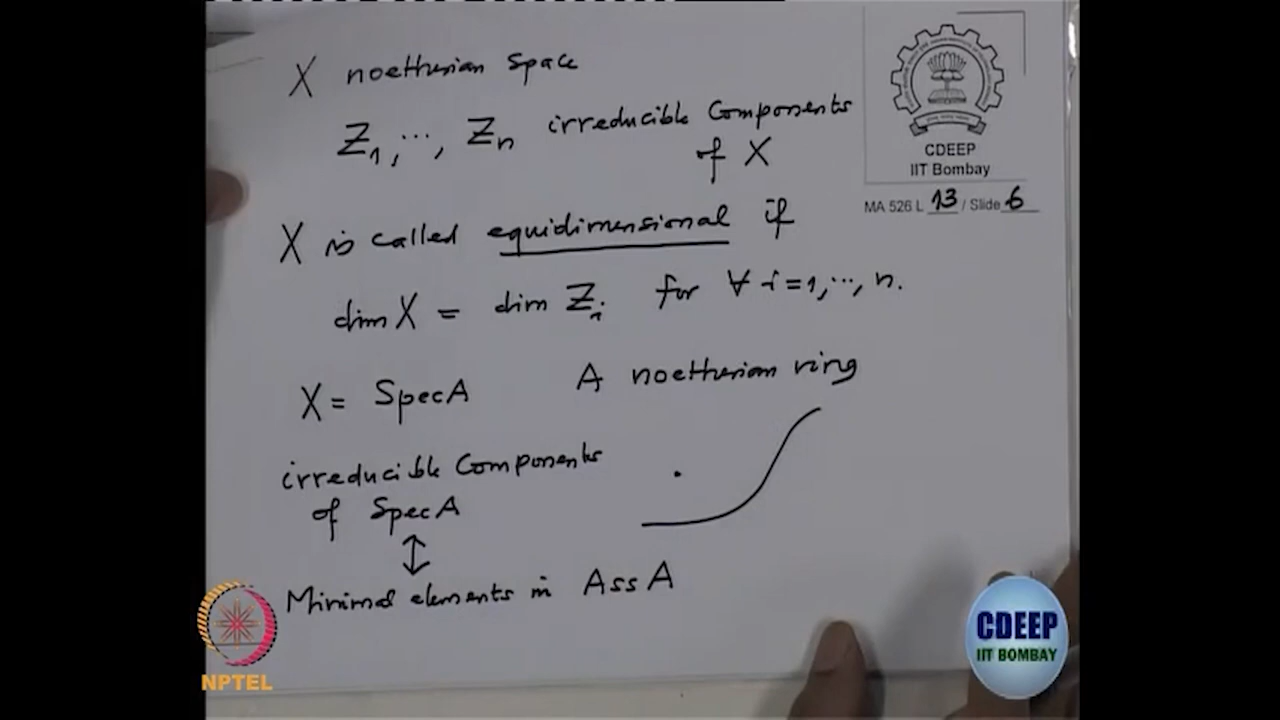 X noetherian space
Z₁, ⋯, Zₙ irreducible Components
of X
X is called equidimensional if
dim X = dim Zᵢ for ∀ i=1, ⋯, n.
X = Spec A A noetherian ring
irreducible Components
of Spec A
↕
Minimal elements in Ass A
CDEEP
IIT Bombay
MA 526 L 13 / Slide 6
NPTEL
CDEEP
IIT BOMBAY